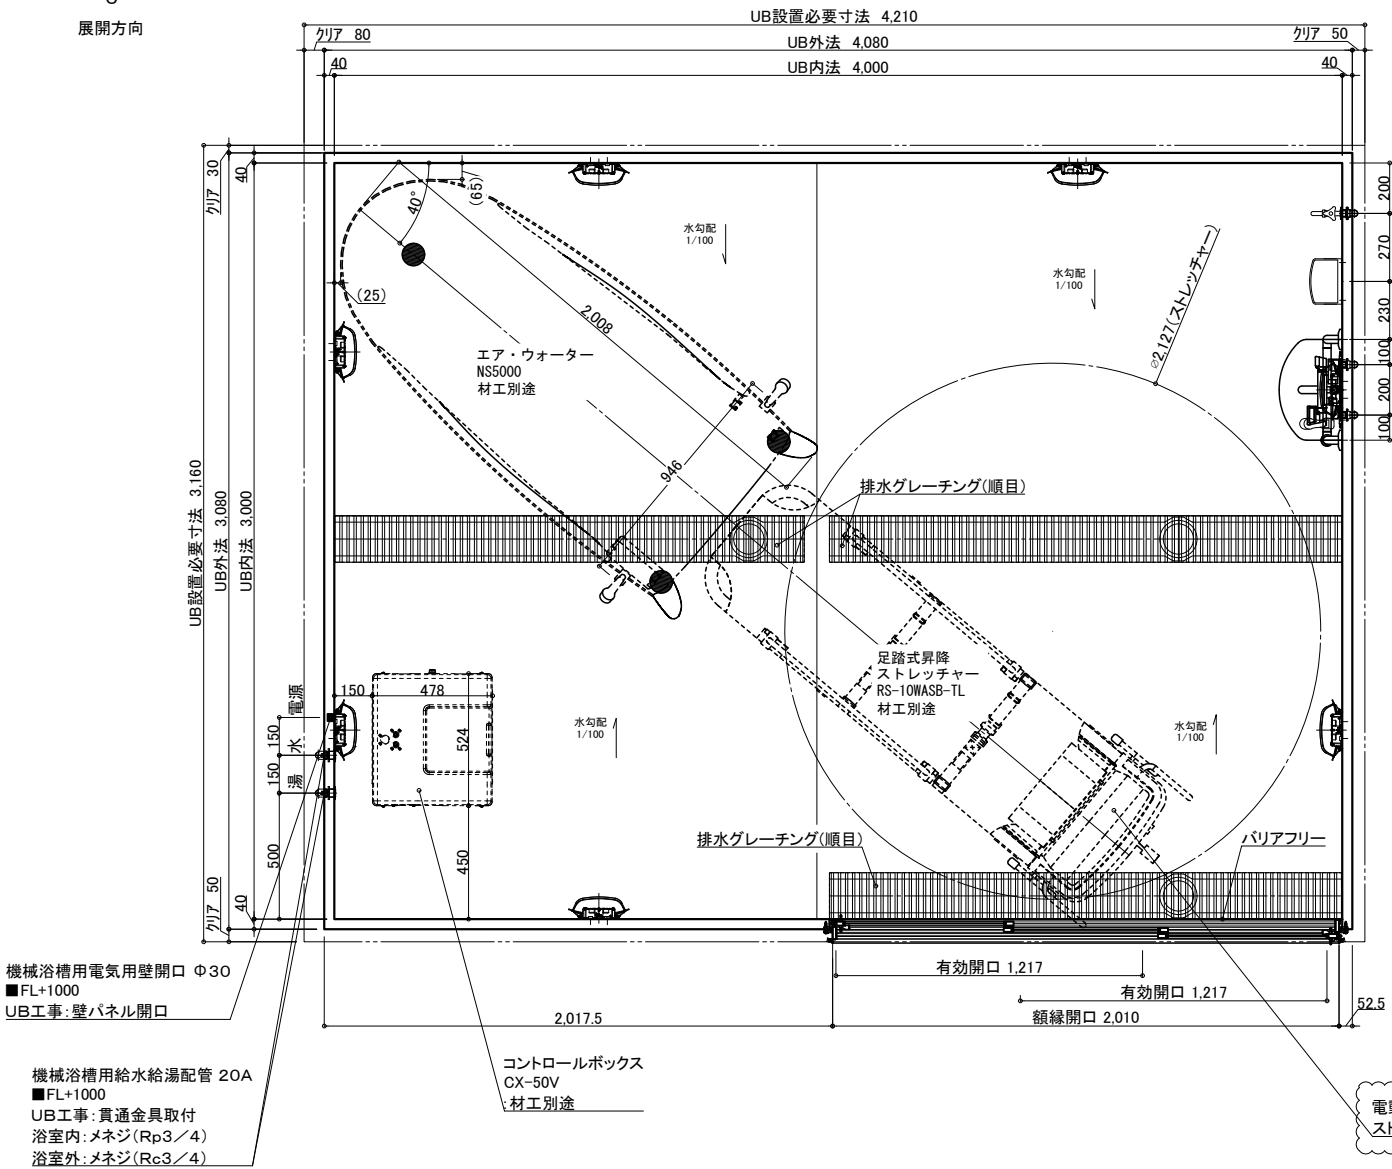 展開方向
UB設置必要寸法 4,210
クリア 80
UB外法 4,080
クリア 50
40
UB内法 4,000
40
クリア 30
40
UB設置必要寸法 3,160
UB外法 3,080
UB内法 3,000
クリア 50
40
40°
(65)
(25)
2,008
946
水勾配
1/100
水勾配
1/100
⌀2,127(ストレッチャー)
200
270
230
100
200
100
エア・ウォーター
NS5000
材工別途
排水グレーチング(順目)
足踏式昇降
ストレッチャー
RS-10WASB-TL
材工別途
電源
水
湯
150
150
500
150
478
524
450
水勾配
1/100
水勾配
1/100
排水グレーチング(順目)
バリアフリー
有効開口 1,217
有効開口 1,217
2,017.5
額縁開口 2,010
52.5
機械浴槽用電気用壁開口 Φ30
■FL+1000
UB工事:壁パネル開口
機械浴槽用給水給湯配管 20A
■FL+1000
UB工事:貫通金具取付
浴室内:メネジ(Rp3/4)
浴室外:メネジ(Rc3/4)
コントロールボックス
CX-50V
:材工別途